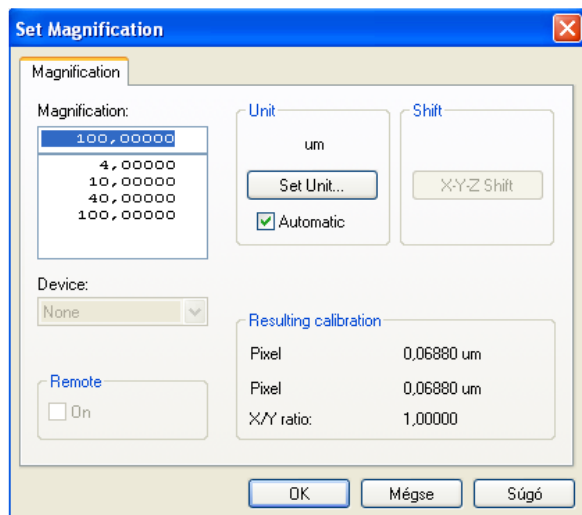 Set Magnification
Magnification
Magnification:
100,00000
4,00000
10,00000
40,00000
100,00000
Device:
None
Remote
On
Unit
um
Set Unit...
Automatic
Shift
X-Y-Z Shift
Resulting calibration
Pixel 0,06880 um
Pixel 0,06880 um
X/Y ratio: 1,00000
OK Mégse Súgó